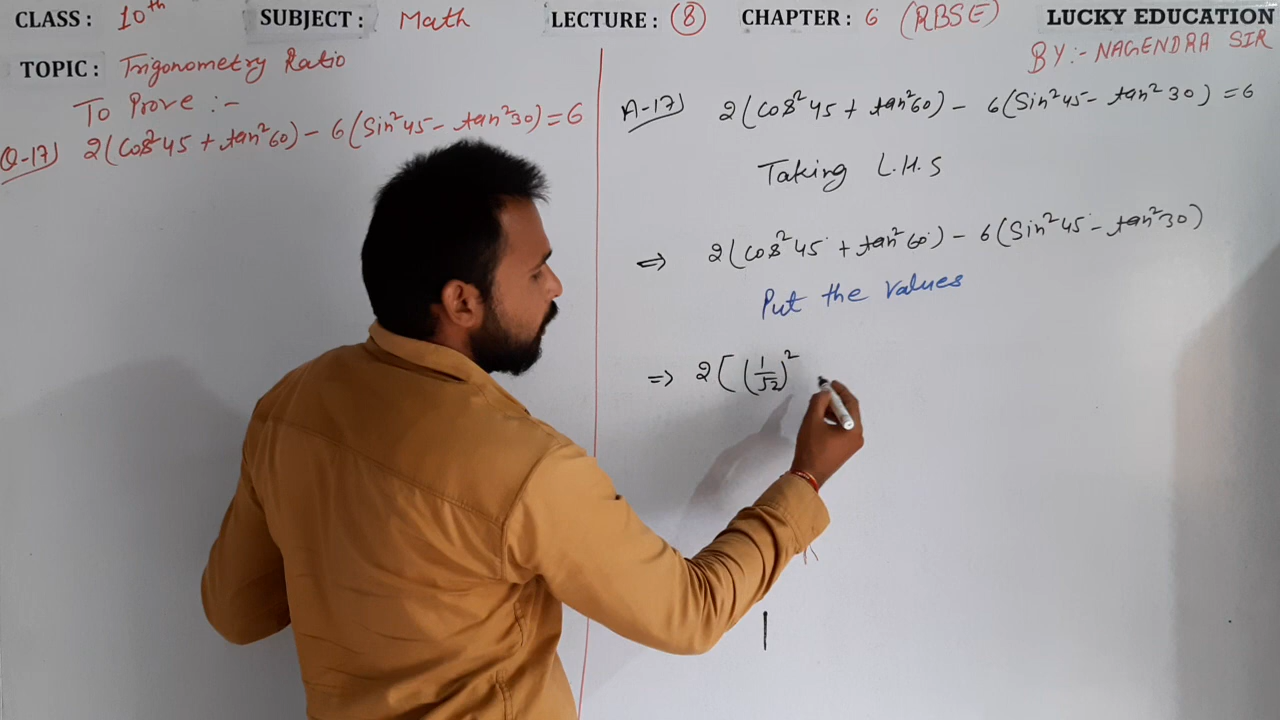 CLASS : 10th SUBJECT : Math LECTURE : 8 CHAPTER : 6 (RBSE) LUCKY EDUCATION
BY :- NAGENDRA SIR
TOPIC : Trigonometry Ratio
To Prove :-
Q-17) 2(Cos²45 + tan²60) - 6(Sin²45 - tan²30) = 6
A-17) 2(Cos²45 + tan²60) - 6(Sin²45 - tan²30) = 6
Taking L.H.S
⇒ 2(cos²45 + tan²60) - 6(Sin²45 - tan²30)
Put the values
⇒ 2[(1/√2)²